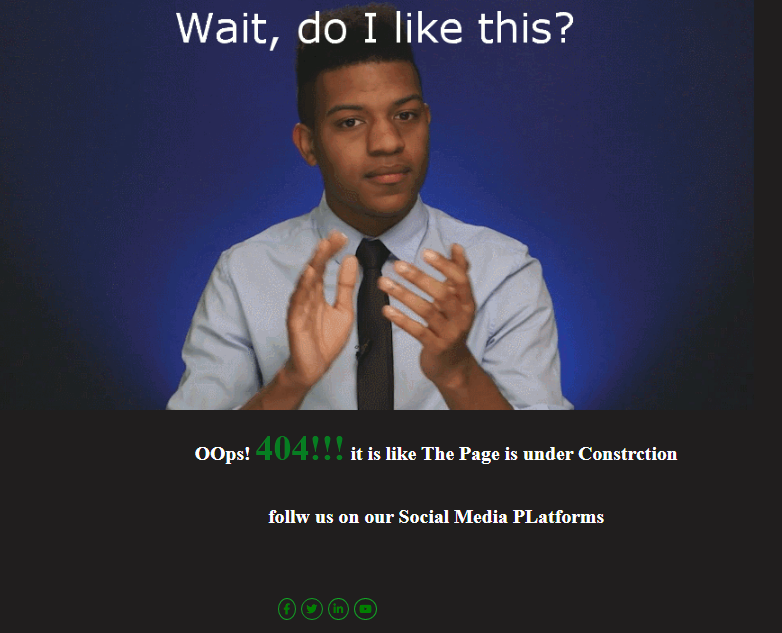 Wait, do I like this?
OOps! 404!!! it is like The Page is under Constrction
follw us on our Social Media PLatforms